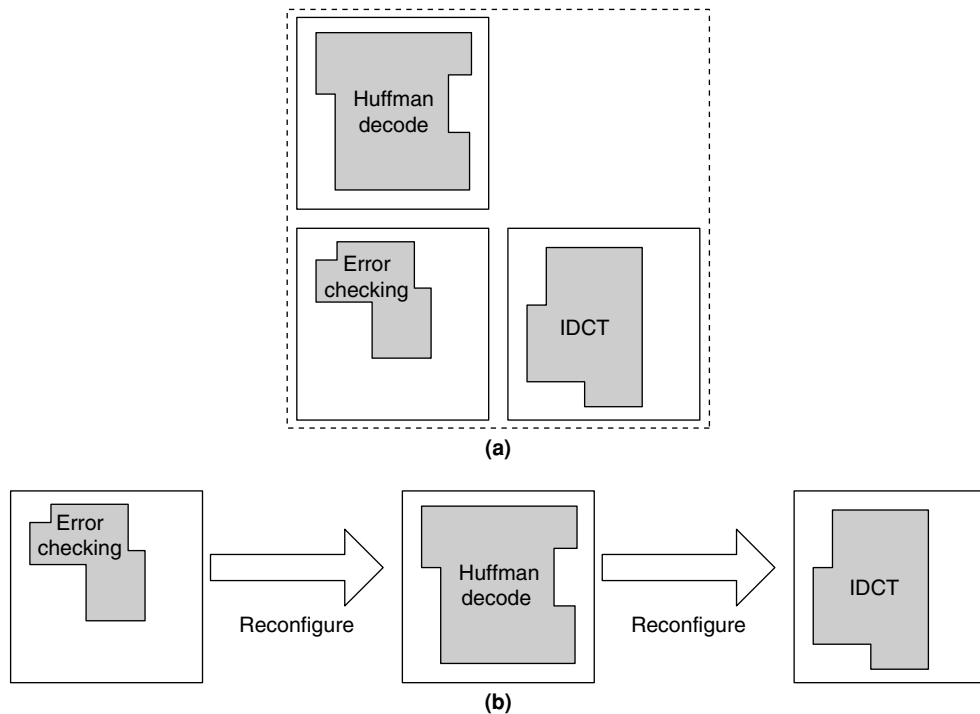 Huffman
decode
Error
checking
IDCT
(a)
Error
checking
Reconfigure
Huffman
decode
Reconfigure
IDCT
(b)